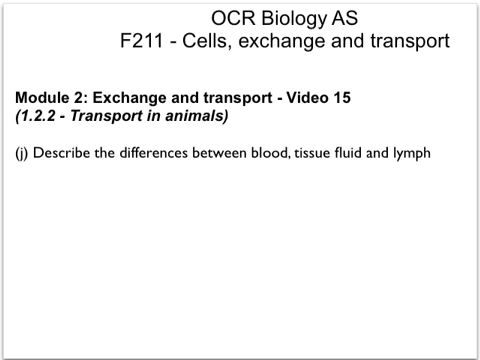 OCR Biology AS
F211 - Cells, exchange and transport
Module 2: Exchange and transport - Video 15
(1.2.2 - Transport in animals)
(j) Describe the differences between blood, tissue fluid and lymph